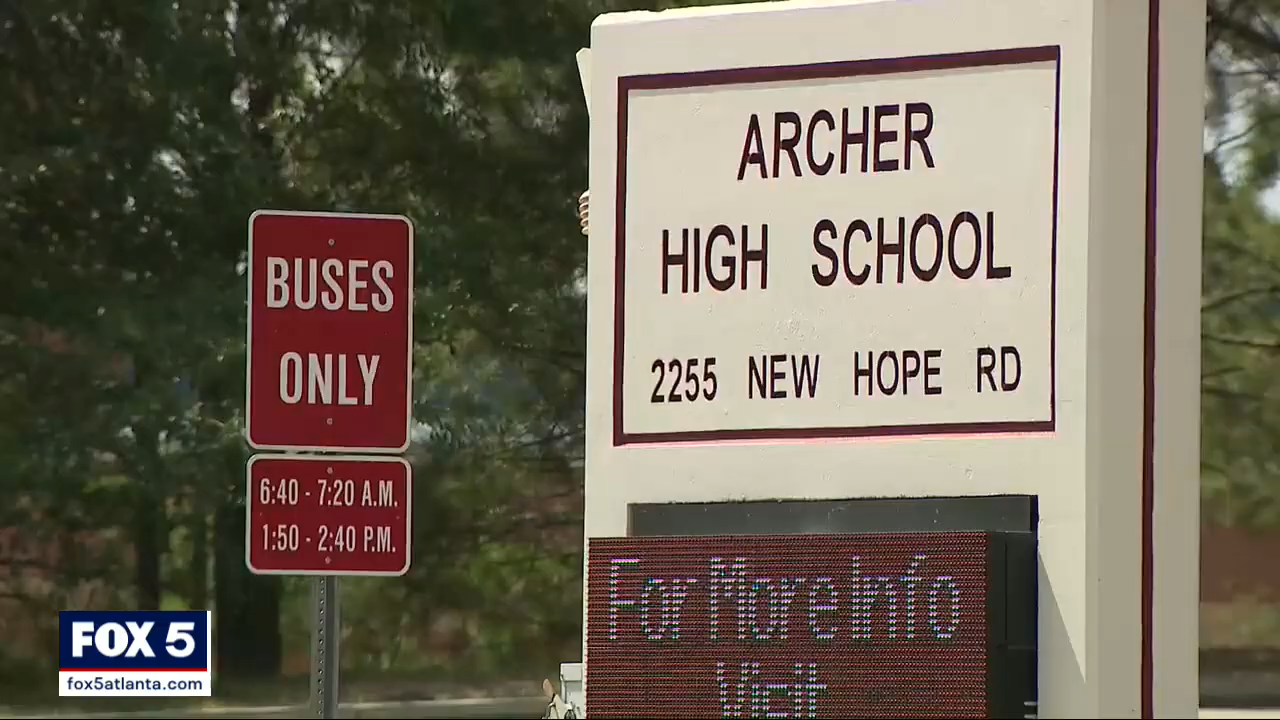 BUSES
ONLY
6:40 - 7:20 A.M.
1:50 - 2:40 P.M.
ARCHER
HIGH SCHOOL
2255 NEW HOPE RD
For More Info
Visit
FOX 5
fox5atlanta.com